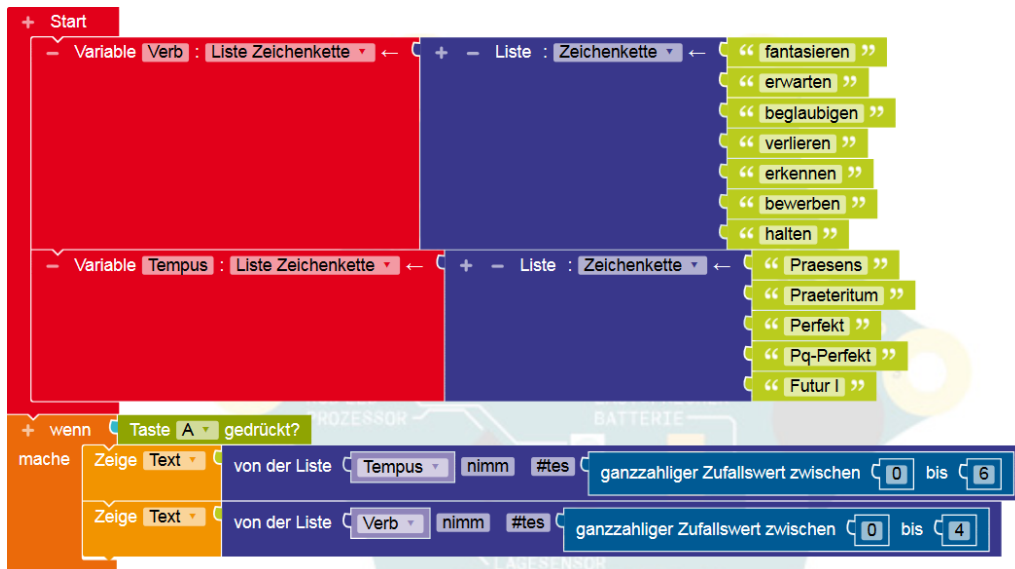 + Start
− Variable Verb : Liste Zeichenkette ▾ ← + − Liste : Zeichenkette ▾ ← “ fantasieren ”
“ erwarten ”
“ beglaubigen ”
“ verlieren ”
“ erkennen ”
“ bewerben ”
“ halten ”
− Variable Tempus : Liste Zeichenkette ▾ ← + − Liste : Zeichenkette ▾ ← “ Praesens ”
“ Praeteritum ”
“ Perfekt ”
“ Pq-Perfekt ”
“ Futur I ”
PROZESSOR
BATTERIE
+ wenn Taste A ▾ gedrückt?
mache Zeige Text ▾ von der Liste Tempus ▾ nimm #tes ganzzahliger Zufallswert zwischen 0 bis 6
Zeige Text ▾ von der Liste Verb ▾ nimm #tes ganzzahliger Zufallswert zwischen 0 bis 4
LAGESENSOR